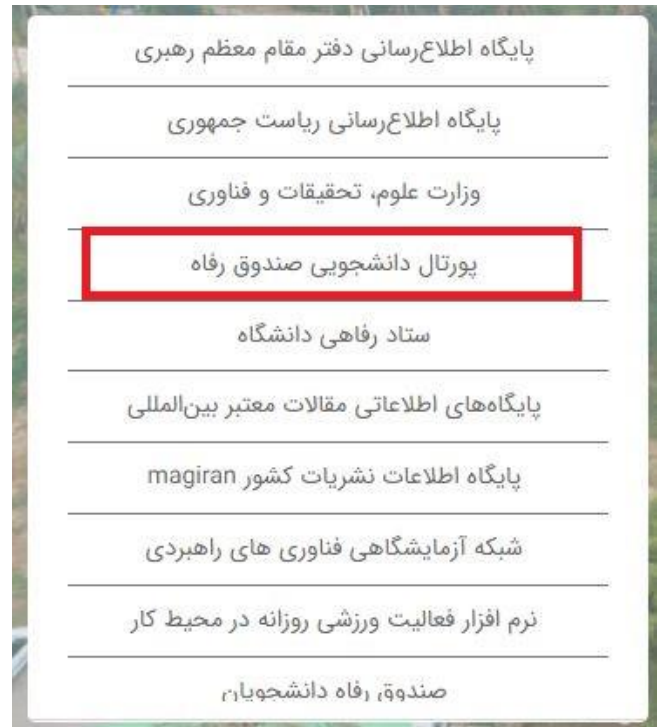 پایگاه اطلاع‌رسانی دفتر مقام معظم رهبری
پایگاه اطلاع‌رسانی ریاست جمهوری
وزارت علوم، تحقیقات و فناوری
پورتال دانشجویی صندوق رفاه
ستاد رفاهی دانشگاه
پایگاه‌های اطلاعاتی مقالات معتبر بین‌المللی
پایگاه اطلاعات نشریات کشور magiran
شبکه آزمایشگاهی فناوری های راهبردی
نرم افزار فعالیت ورزشی روزانه در محیط کار
صندوق رفاه دانشجویان